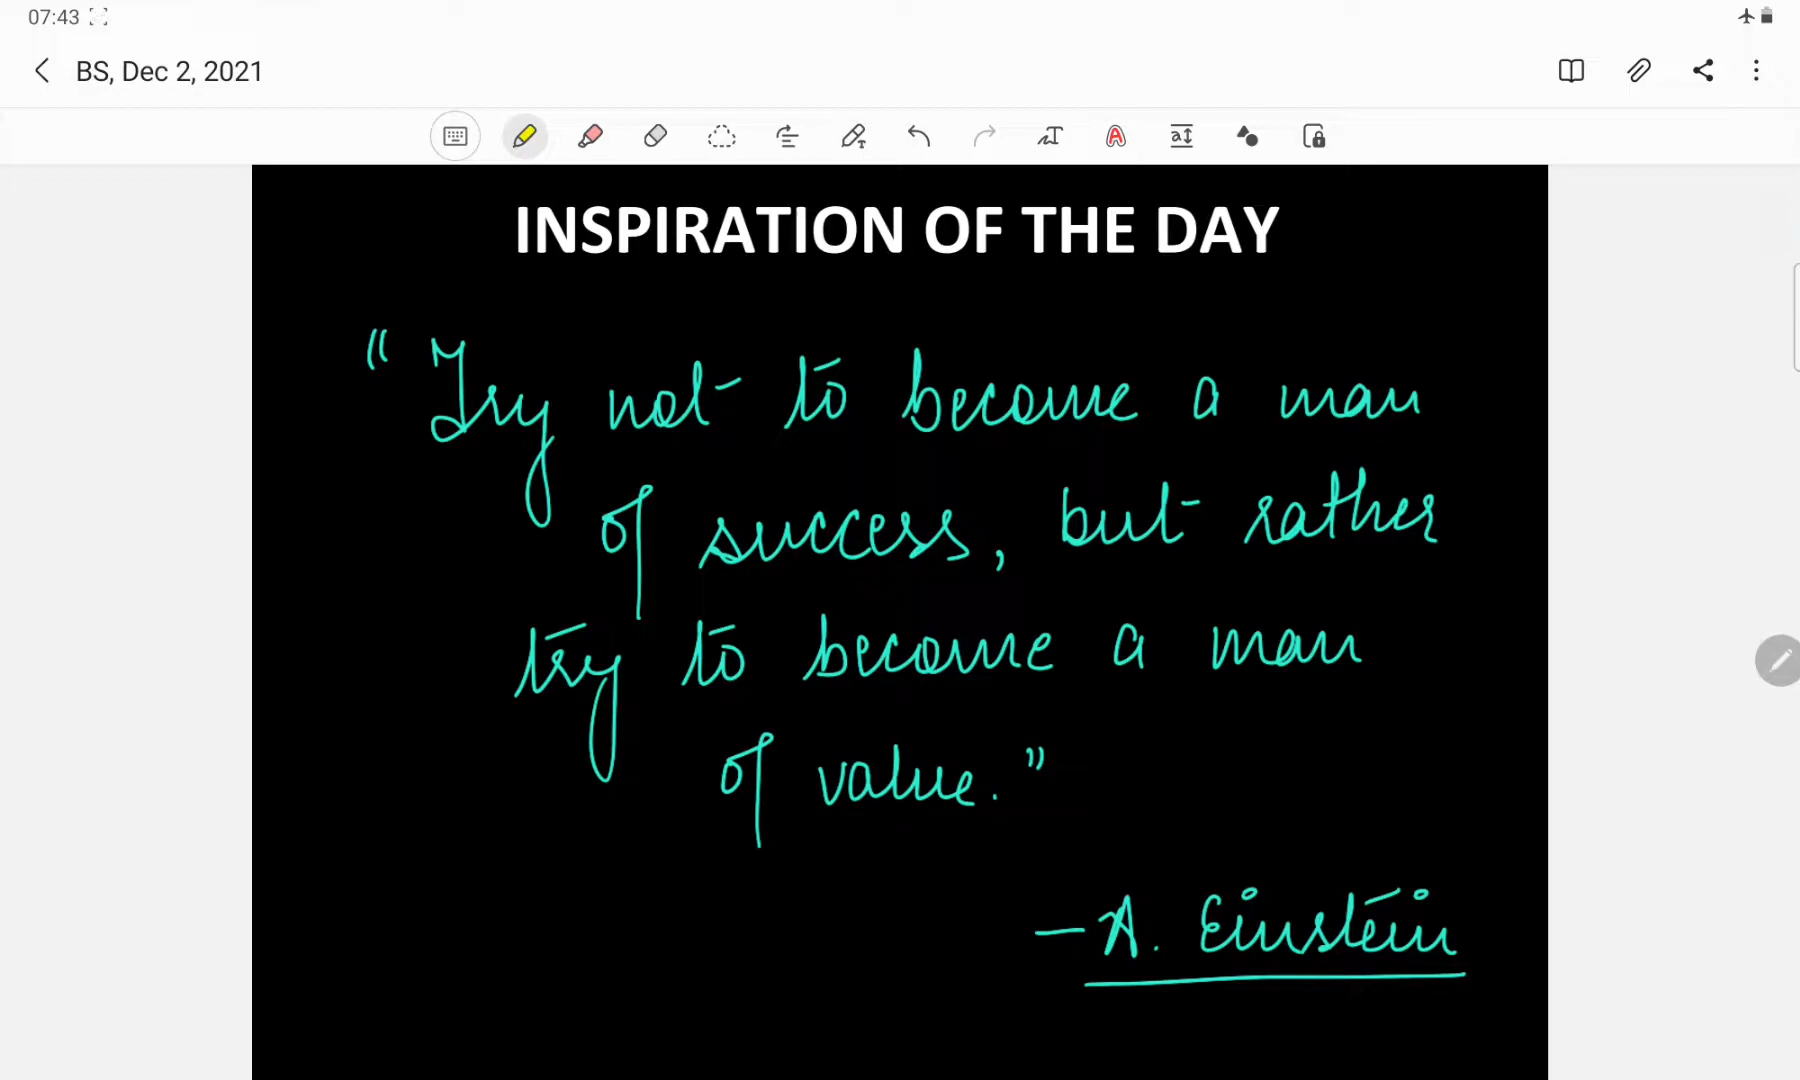 07:43
BS, Dec 2, 2021
INSPIRATION OF THE DAY
"Try not to become a man
of success, but rather
try to become a man
of value."
- A. Einstein